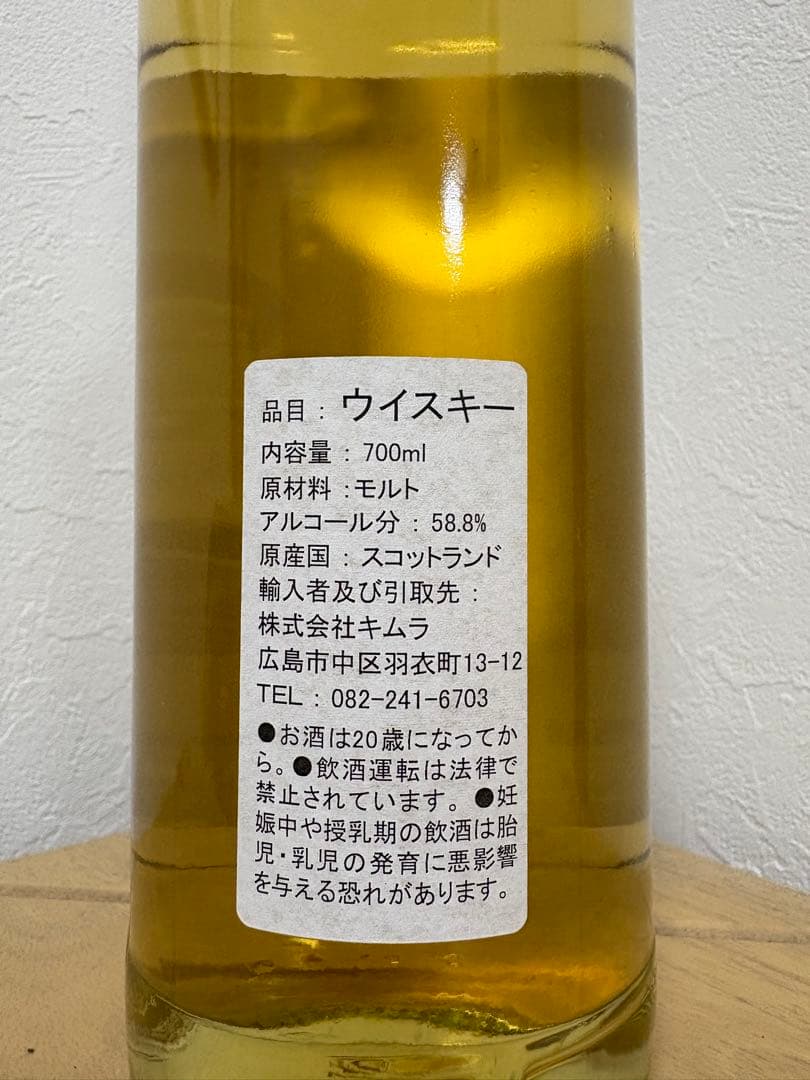 品目 : ウイスキー
内容量 : 700ml
原材料 :モルト
アルコール分 : 58.8%
原産国 : スコットランド
輸入者及び引取先 :
株式会社キムラ
広島市中区羽衣町13-12
TEL : 082-241-6703
●お酒は20歳になってか
ら。●飲酒運転は法律で
禁止されています。●妊
娠中や授乳期の飲酒は胎
児・乳児の発育に悪影響
を与える恐れがあります。